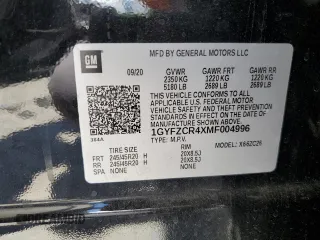 GM
MFD BY GENERAL MOTORS LLC
09/20 GVWR GAWR FRT GAWR RR
2350 KG 1220 KG 1220 KG
5180 LB 2689 LB 2689 LB
THIS VEHICLE CONFORMS TO ALL
APPLICABLE U.S. FEDERAL MOTOR
VEHICLE SAFETY AND THEFT
PREVENTION STANDARDS IN EFFECT ON THE
DATE OF MANUFACTURE SHOWN ABOVE.
1GYFZCR4XMF004996
TYPE: M.P.V. MODEL: X662C26
TIRE SIZE RIM
FRT 245/45R20 H 20X8.5J
RR 245/45R20 H 20X8.5J
SPA NONE NONE